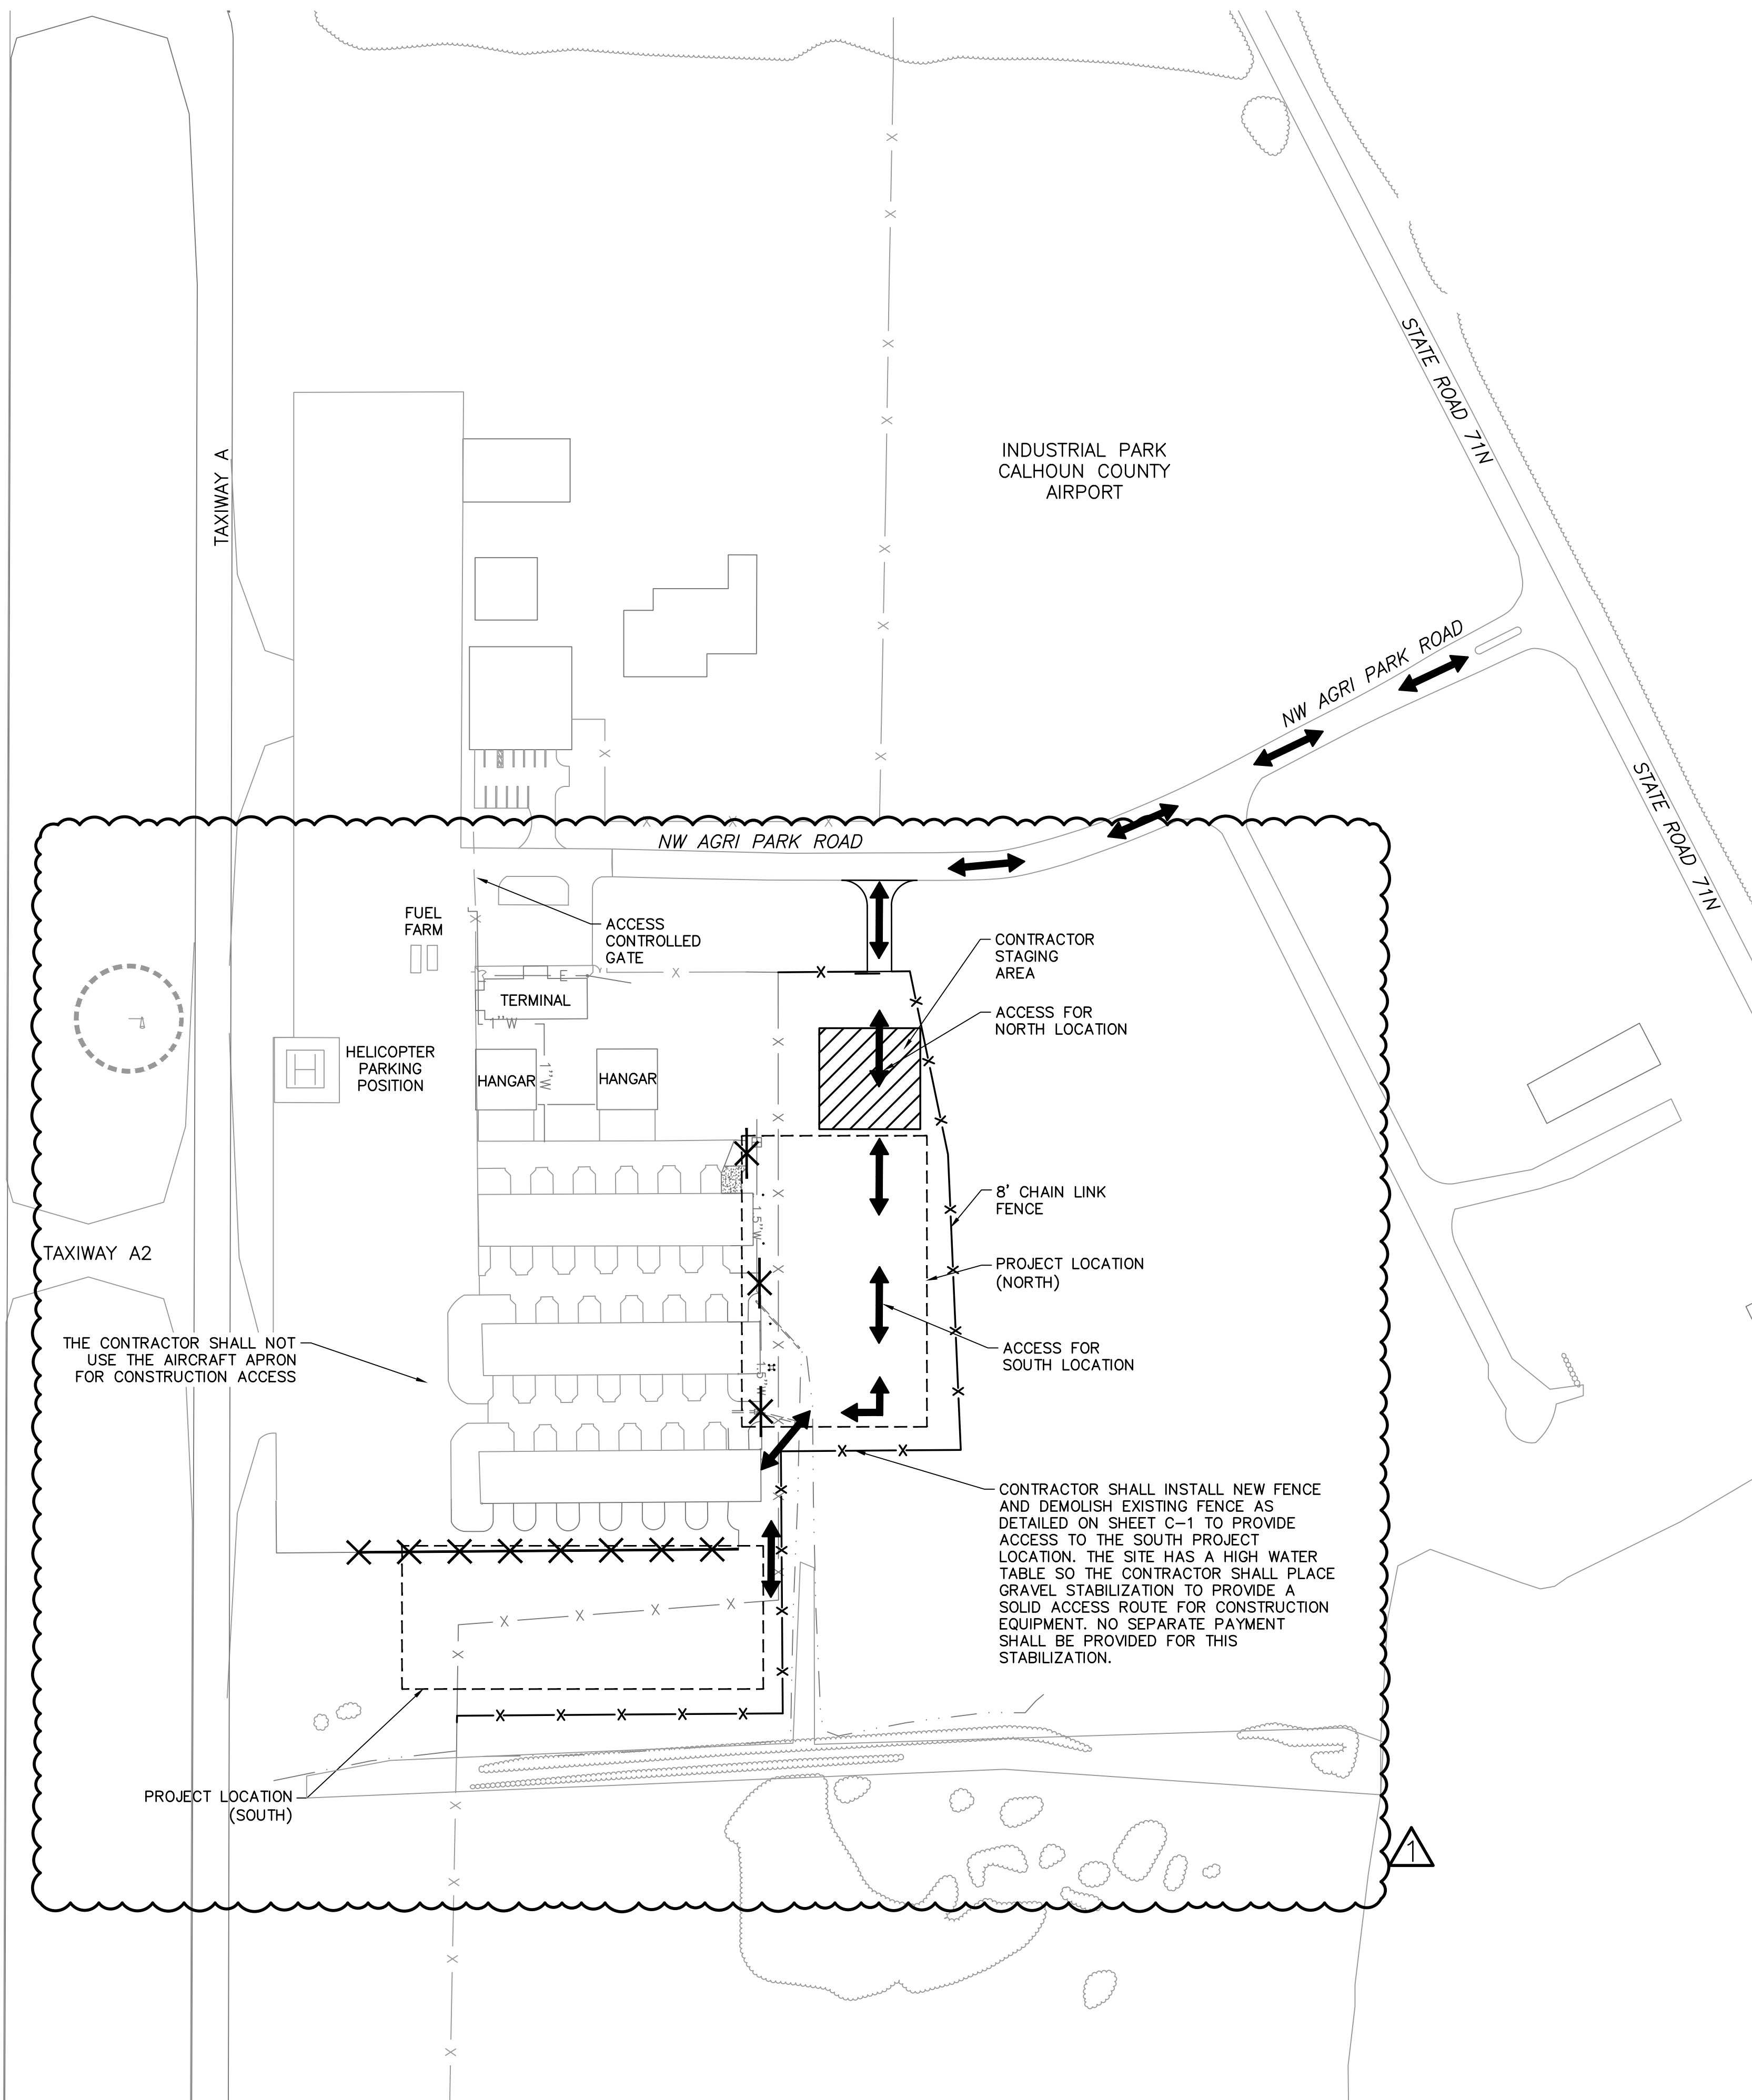 STATE ROAD 71N
INDUSTRIAL PARK
CALHOUN COUNTY
AIRPORT
TAXIWAY A
NW AGRI PARK ROAD
STATE ROAD 71N
NW AGRI PARK ROAD
FUEL
FARM
ACCESS
CONTROLLED
GATE
CONTRACTOR
STAGING
AREA
E
TERMINAL
1"W
ACCESS FOR
NORTH LOCATION
HELICOPTER
PARKING
POSITION
H
HANGAR
1"W
HANGAR
8' CHAIN LINK
FENCE
1.5"W
TAXIWAY A2
PROJECT LOCATION
(NORTH)
THE CONTRACTOR SHALL NOT
USE THE AIRCRAFT APRON
FOR CONSTRUCTION ACCESS
ACCESS FOR
SOUTH LOCATION
1.5"W
CONTRACTOR SHALL INSTALL NEW FENCE
AND DEMOLISH EXISTING FENCE AS
DETAILED ON SHEET C-1 TO PROVIDE
ACCESS TO THE SOUTH PROJECT
LOCATION. THE SITE HAS A HIGH WATER
TABLE SO THE CONTRACTOR SHALL PLACE
GRAVEL STABILIZATION TO PROVIDE A
SOLID ACCESS ROUTE FOR CONSTRUCTION
EQUIPMENT. NO SEPARATE PAYMENT
SHALL BE PROVIDED FOR THIS
STABILIZATION.
PROJECT LOCATION
(SOUTH)
1